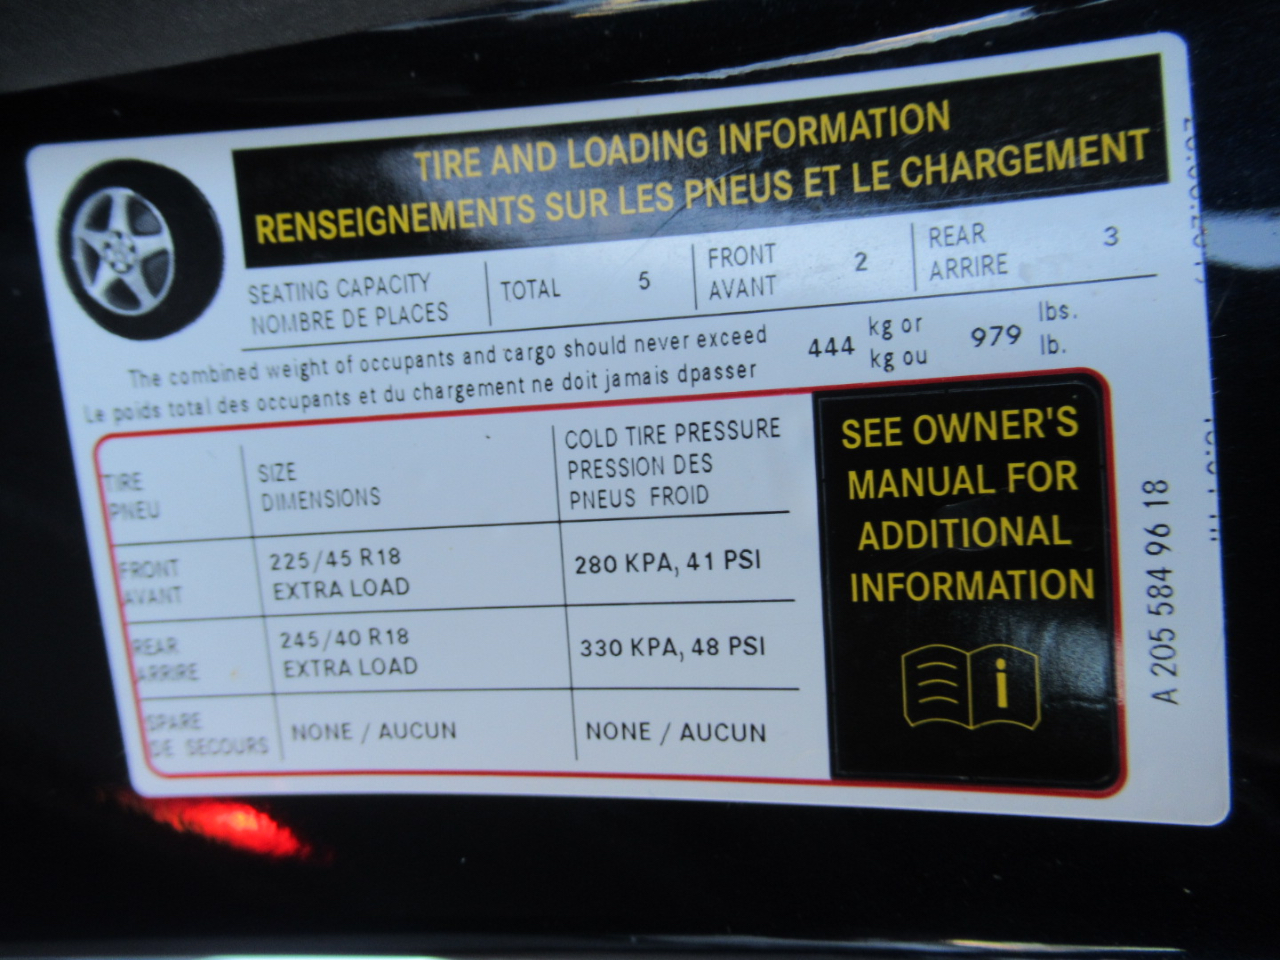 TIRE AND LOADING INFORMATION
RENSEIGNEMENTS SUR LES PNEUS ET LE CHARGEMENT
SEATING CAPACITY
NOMBRE DE PLACES
TOTAL 5
FRONT
AVANT
2
REAR
ARRIRE
3
The combined weight of occupants and cargo should never exceed
Le poids total des occupants et du chargement ne doit jamais dpasser
444
kg or
kg ou
979
lbs.
lb.
TIRE
PNEU
SIZE
DIMENSIONS
COLD TIRE PRESSURE
PRESSION DES
PNEUS FROID
FRONT
AVANT
225/45 R18
EXTRA LOAD
280 KPA, 41 PSI
REAR
ARRIRE
245/40 R18
EXTRA LOAD
330 KPA, 48 PSI
SPARE
DE SECOURS
NONE / AUCUN
NONE / AUCUN
SEE OWNER'S
MANUAL FOR
ADDITIONAL
INFORMATION
i
A 205 584 96 18